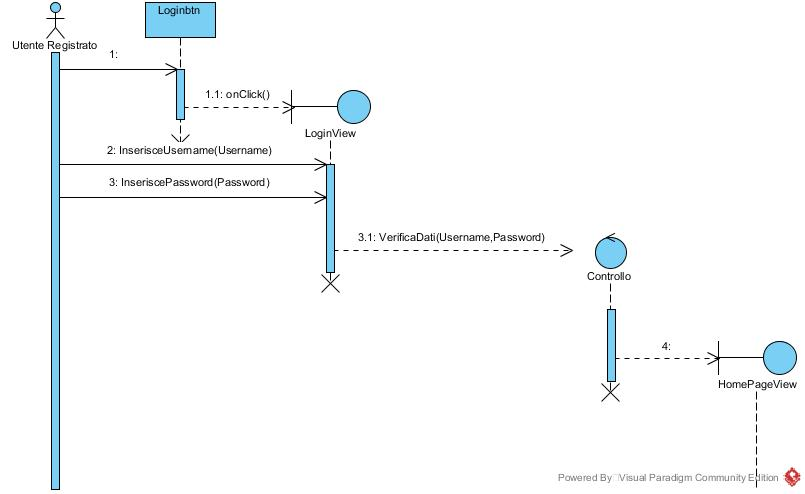 Loginbtn
Utente Registrato
1:
1.1: onClick()
LoginView
2: InserisceUsername(Username)
3: InseriscePassword(Password)
3.1: VerificaDati(Username,Password)
Controllo
4:
HomePageView
Powered By Visual Paradigm Community Edition